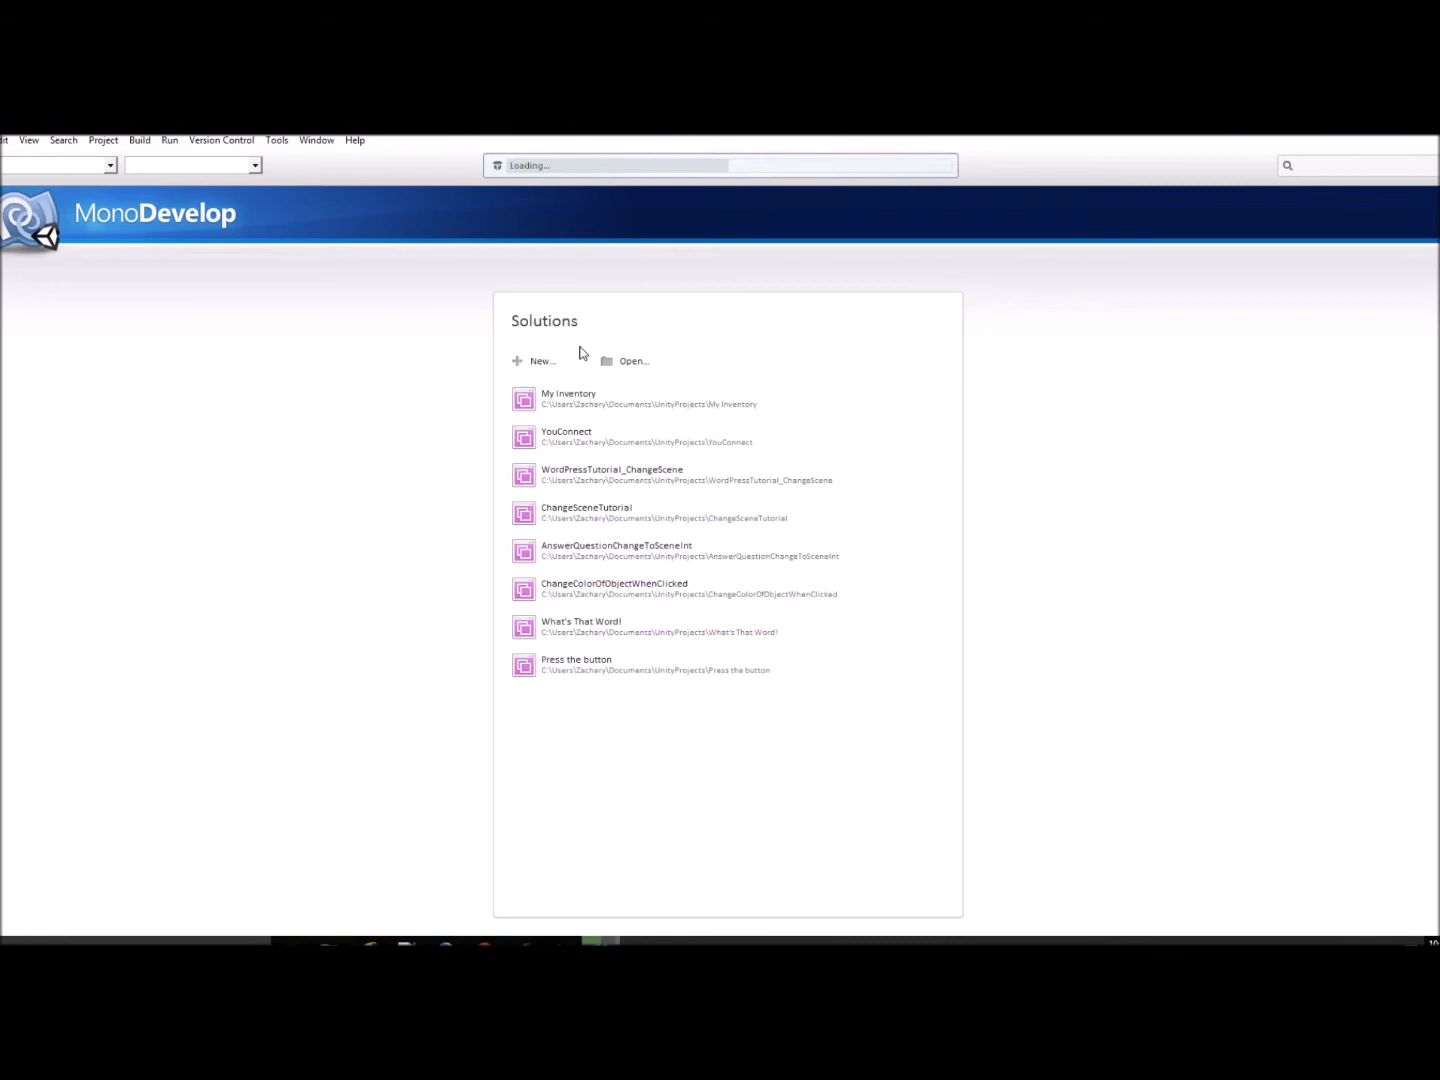 View Search Project Build Run Version Control Tools Window Help
Loading...
MonoDevelop
Solutions
New... Open...
My Inventory
C:\Users\Zachary\Documents\UnityProjects\My Inventory
YouConnect
C:\Users\Zachary\Documents\UnityProjects\YouConnect
WordPressTutorial_ChangeScene
C:\Users\Zachary\Documents\UnityProjects\WordPressTutorial_ChangeScene
ChangeSceneTutorial
C:\Users\Zachary\Documents\UnityProjects\ChangeSceneTutorial
AnswerQuestionChangeToSceneInt
C:\Users\Zachary\Documents\UnityProjects\AnswerQuestionChangeToSceneInt
ChangeColorOfObjectWhenClicked
C:\Users\Zachary\Documents\UnityProjects\ChangeColorOfObjectWhenClicked
What's That Word!
C:\Users\Zachary\Documents\UnityProjects\What's That Word!
Press the button
C:\Users\Zachary\Documents\UnityProjects\Press the button